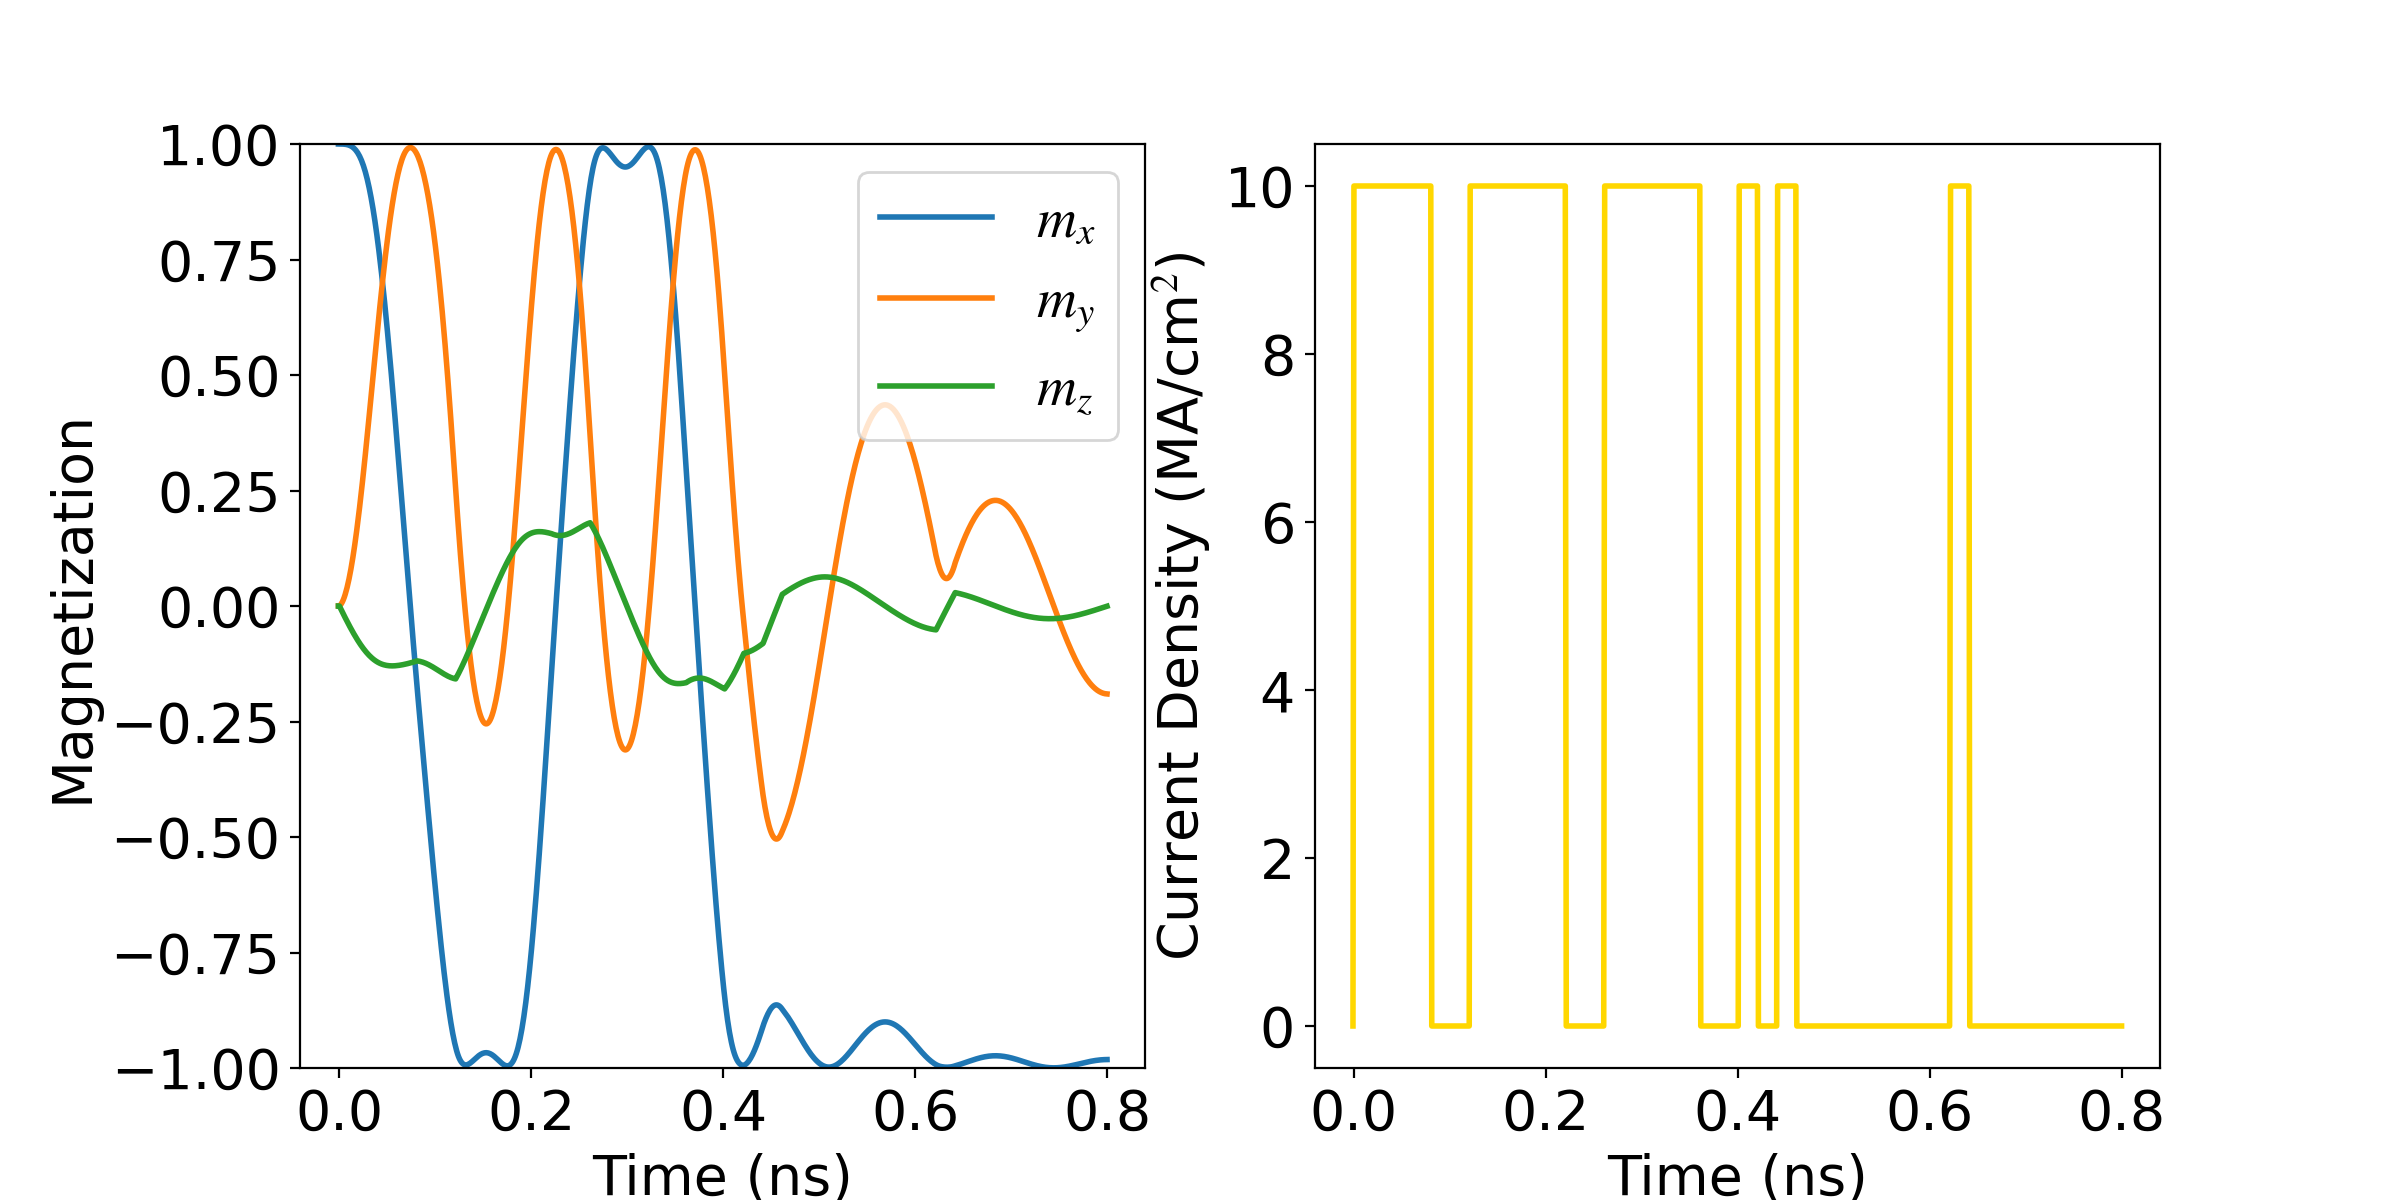 Magnetization
1.00
0.75
0.50
0.25
0.00
−0.25
−0.50
−0.75
−1.00
0.0 0.2 0.4 0.6 0.8
Time (ns)
m_x
m_y
m_z
Current Density (MA/cm²)
10
8
6
4
2
0
0.0 0.2 0.4 0.6 0.8
Time (ns)